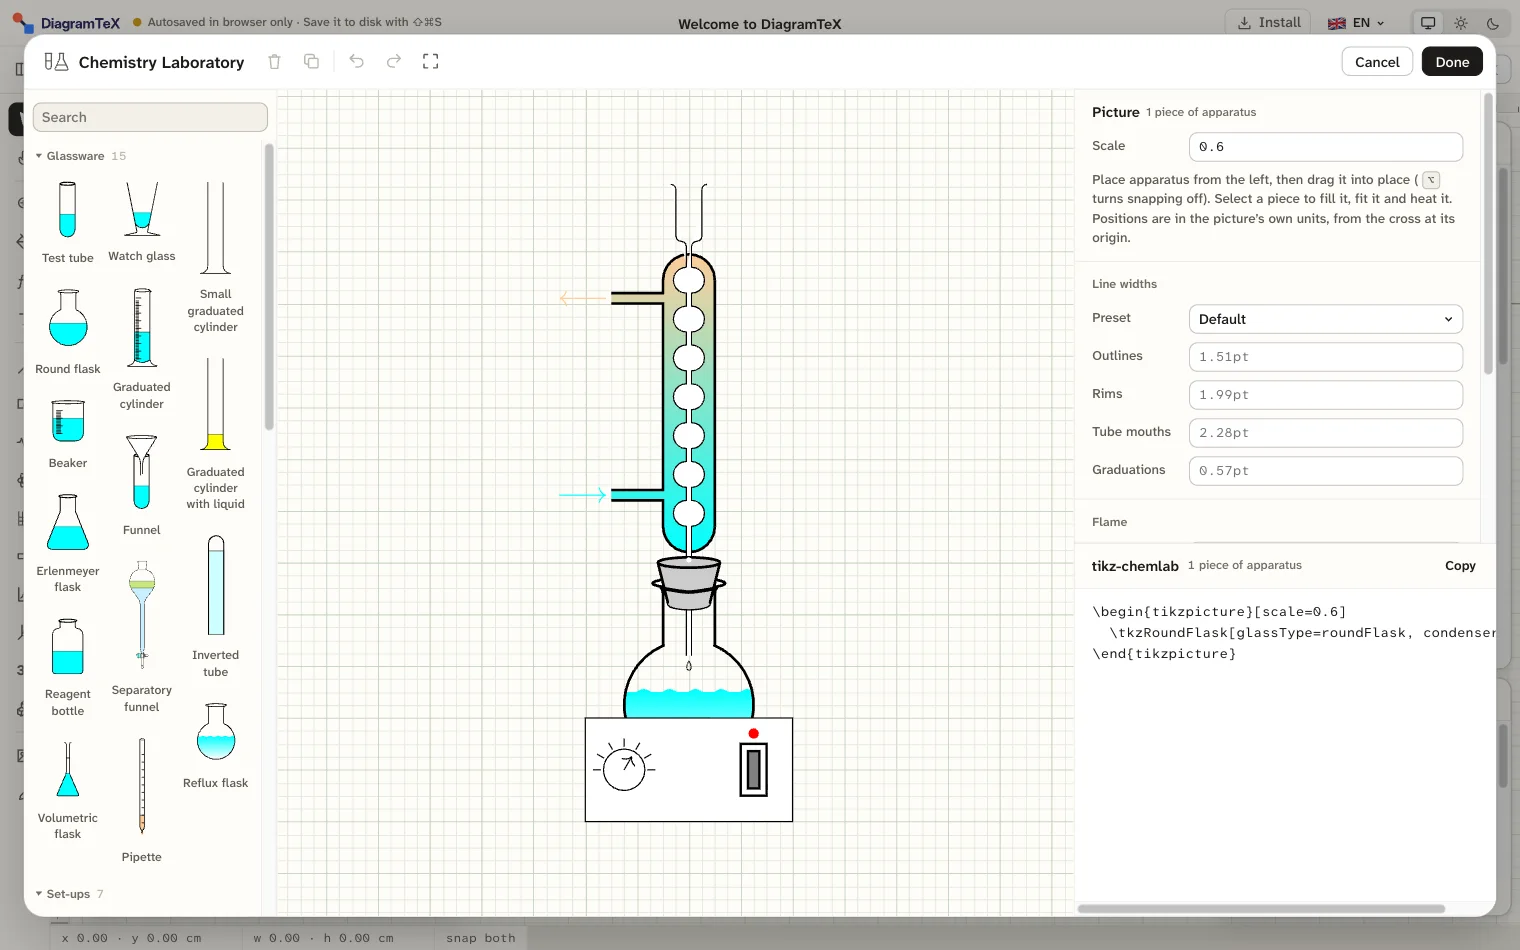 DiagramTeX
Autosaved in browser only · Save it to disk with ⇧⌘S
Welcome to DiagramTeX
Install
EN
Chemistry Laboratory
Cancel
Done
Search
Glassware 15
Test tube
Watch glass
Small graduated cylinder
Round flask
Graduated cylinder
Beaker
Funnel
Graduated cylinder with liquid
Erlenmeyer flask
Inverted tube
Reagent bottle
Separatory funnel
Reflux flask
Volumetric flask
Pipette
Set-ups 7
Picture 1 piece of apparatus
Scale 0.6
Place apparatus from the left, then drag it into place ( ⌥
turns snapping off). Select a piece to fill it, fit it and heat it.
Positions are in the picture's own units, from the cross at its
origin.
Line widths
Preset Default
Outlines 1.51pt
Rims 1.99pt
Tube mouths 2.28pt
Graduations 0.57pt
Flame
tikz-chemlab 1 piece of apparatus
Copy
\begin{tikzpicture}[scale=0.6]
\tkzRoundFlask[glassType=roundFlask, condenser
\end{tikzpicture}
x 0.00 · y 0.00 cm
w 0.00 · h 0.00 cm
snap both